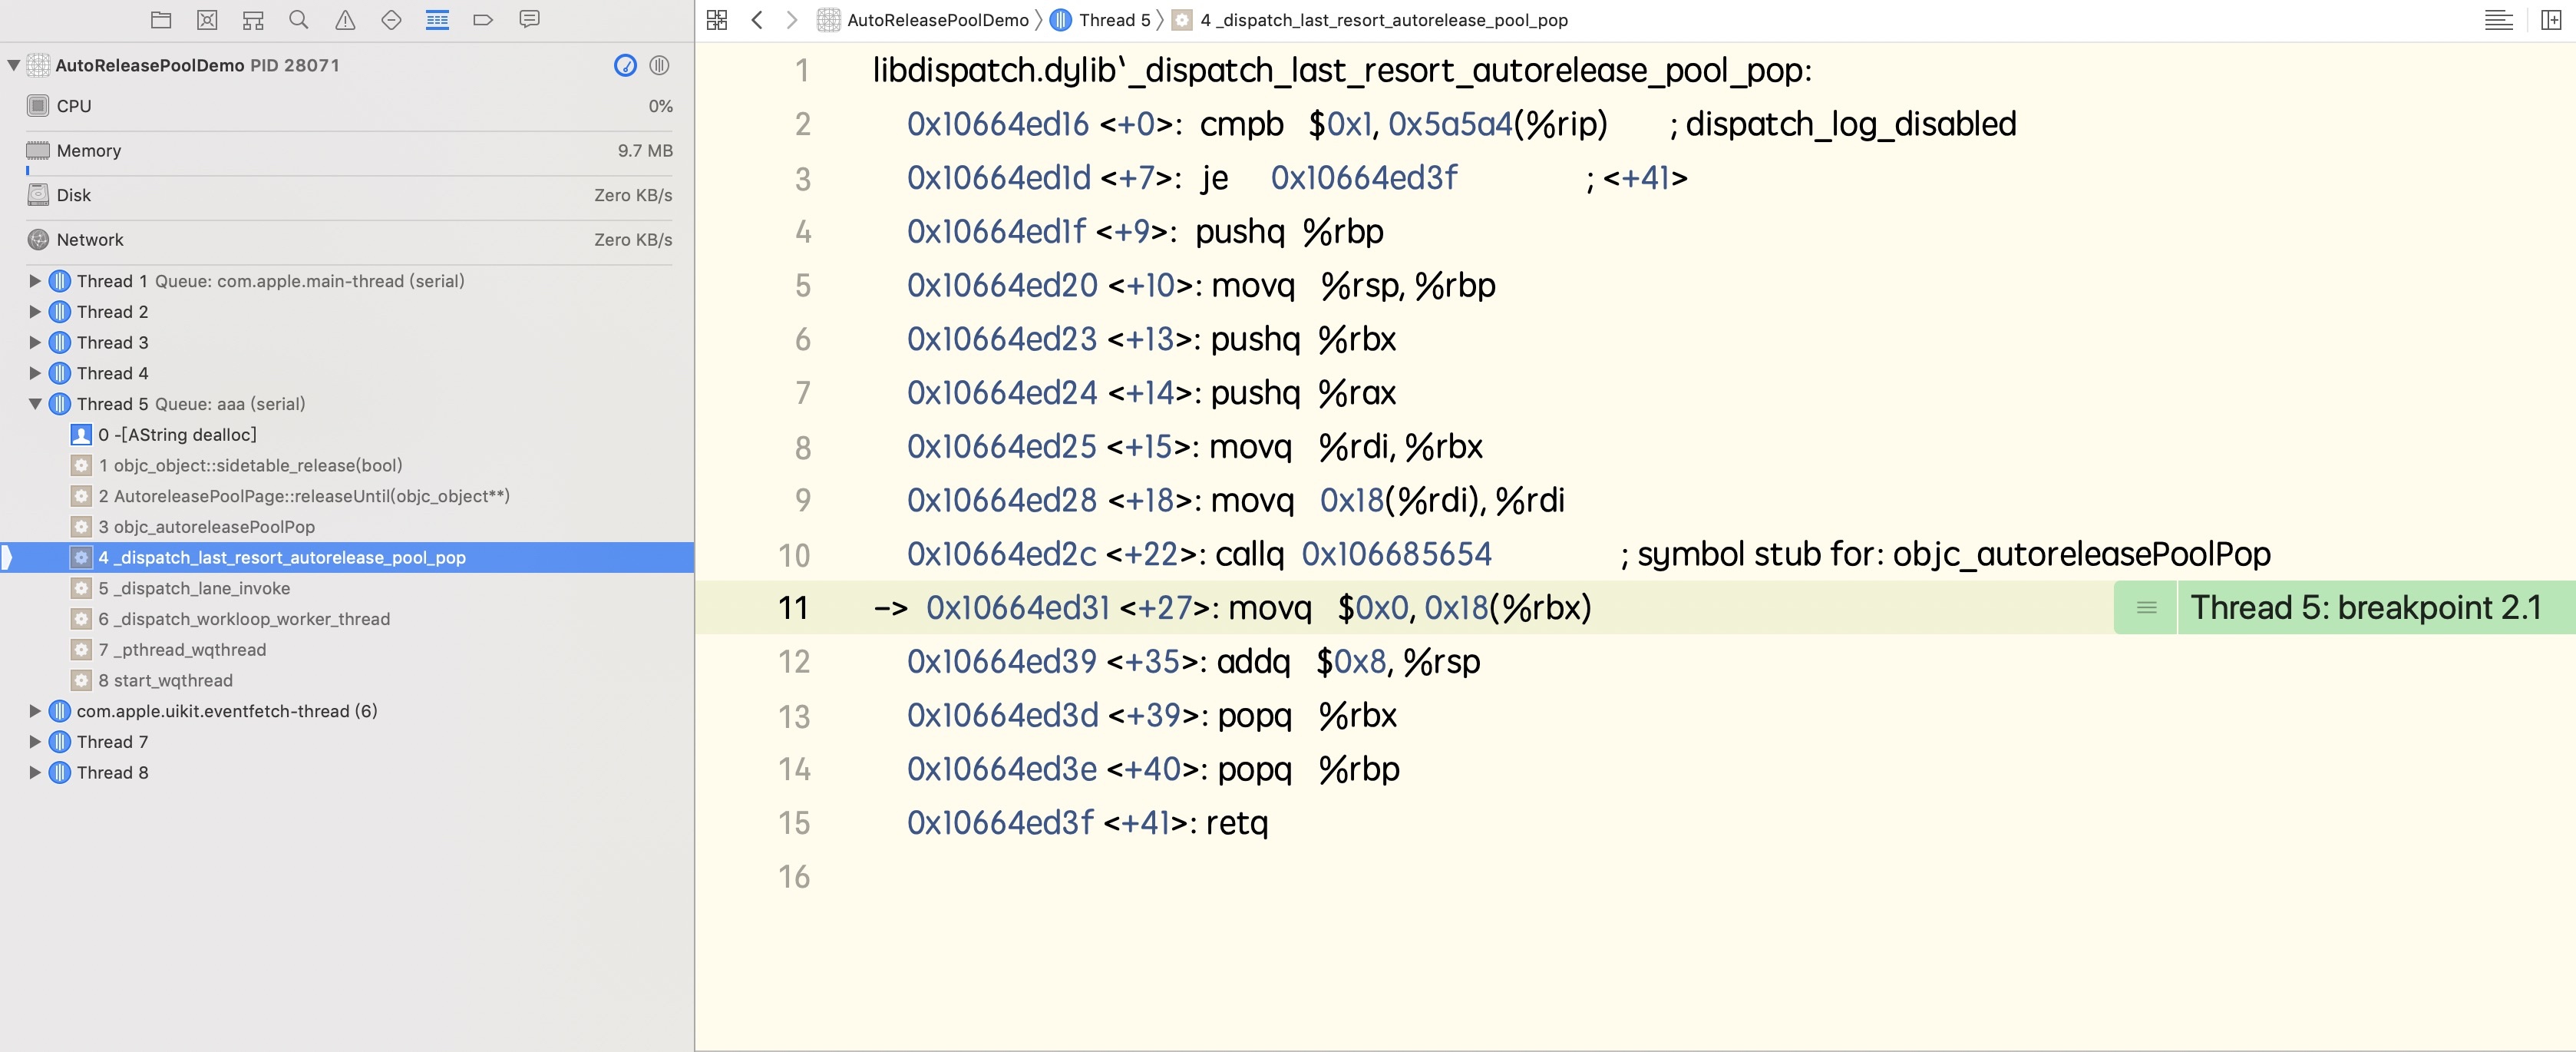 AutoReleasePoolDemo PID 28071
CPU 0%
Memory 9.7 MB
Disk Zero KB/s
Network Zero KB/s
Thread 1 Queue: com.apple.main-thread (serial)
Thread 2
Thread 3
Thread 4
Thread 5 Queue: aaa (serial)
0 -[AString dealloc]
1 objc_object::sidetable_release(bool)
2 AutoreleasePoolPage::releaseUntil(objc_object**)
3 objc_autoreleasePoolPop
4 _dispatch_last_resort_autorelease_pool_pop
5 _dispatch_lane_invoke
6 _dispatch_workloop_worker_thread
7 _pthread_wqthread
8 start_wqthread
com.apple.uikit.eventfetch-thread (6)
Thread 7
Thread 8
AutoReleasePoolDemo 〉 Thread 5 〉 4 _dispatch_last_resort_autorelease_pool_pop
1 libdispatch.dylib`_dispatch_last_resort_autorelease_pool_pop:
2 0x10664ed16 <+0>: cmpb $0x1, 0x5a5a4(%rip) ; dispatch_log_disabled
3 0x10664ed1d <+7>: je 0x10664ed3f ; <+41>
4 0x10664ed1f <+9>: pushq %rbp
5 0x10664ed20 <+10>: movq %rsp, %rbp
6 0x10664ed23 <+13>: pushq %rbx
7 0x10664ed24 <+14>: pushq %rax
8 0x10664ed25 <+15>: movq %rdi, %rbx
9 0x10664ed28 <+18>: movq 0x18(%rdi), %rdi
10 0x10664ed2c <+22>: callq 0x106685654 ; symbol stub for: objc_autoreleasePoolPop
11 -> 0x10664ed31 <+27>: movq $0x0, 0x18(%rbx) Thread 5: breakpoint 2.1
12 0x10664ed39 <+35>: addq $0x8, %rsp
13 0x10664ed3d <+39>: popq %rbx
14 0x10664ed3e <+40>: popq %rbp
15 0x10664ed3f <+41>: retq
16